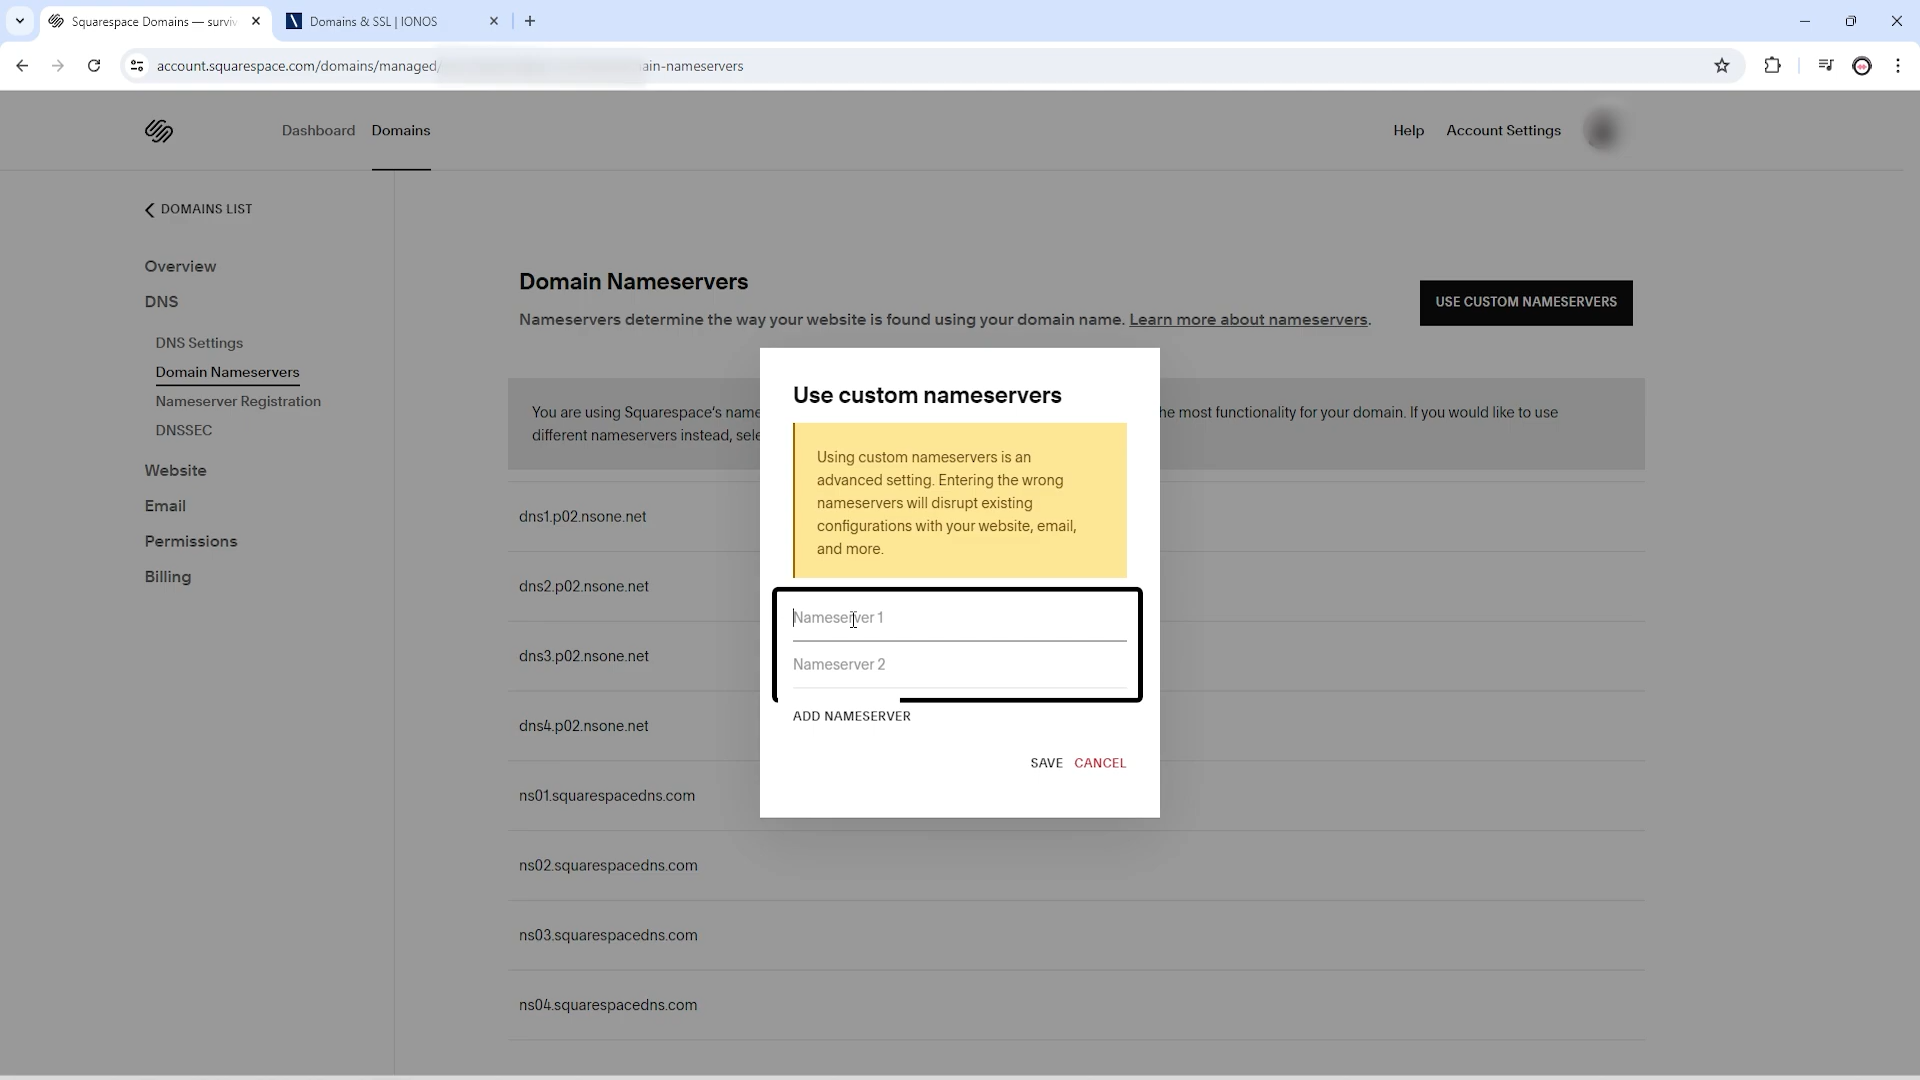 Squarespace Domains — surviv
Domains & SSL | IONOS
account.squarespace.com/domains/managed/
ain-nameservers
Dashboard
Domains
Help
Account Settings
DOMAINS LIST
Overview
DNS
DNS Settings
Domain Nameservers
Nameserver Registration
DNSSEC
Website
Email
Permissions
Billing
Domain Nameservers
Nameservers determine the way your website is found using your domain name. Learn more about nameservers.
USE CUSTOM NAMESERVERS
You are using Squarespace's name
he most functionality for your domain. If you would like to use
different nameservers instead, sele
dns1.p02.nsone.net
dns2.p02.nsone.net
dns3.p02.nsone.net
dns4.p02.nsone.net
ns01.squarespacedns.com
ns02.squarespacedns.com
ns03.squarespacedns.com
ns04.squarespacedns.com
Use custom nameservers
Using custom nameservers is an
advanced setting. Entering the wrong
nameservers will disrupt existing
configurations with your website, email,
and more.
Nameserver 1
Nameserver 2
ADD NAMESERVER
SAVE
CANCEL